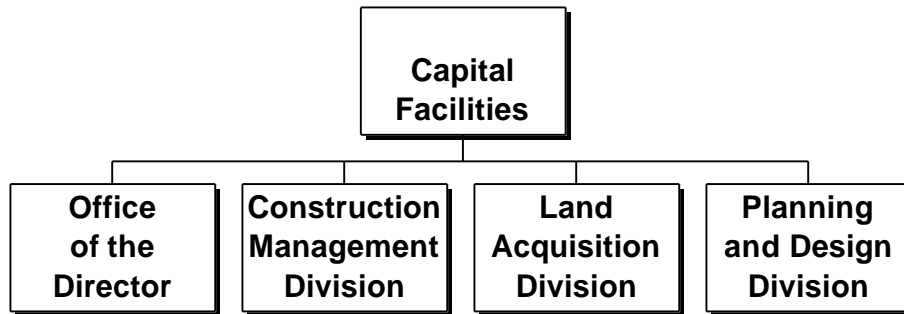 Capital
Facilities
Office
of the
Director
Construction
Management
Division
Land
Acquisition
Division
Planning
and Design
Division